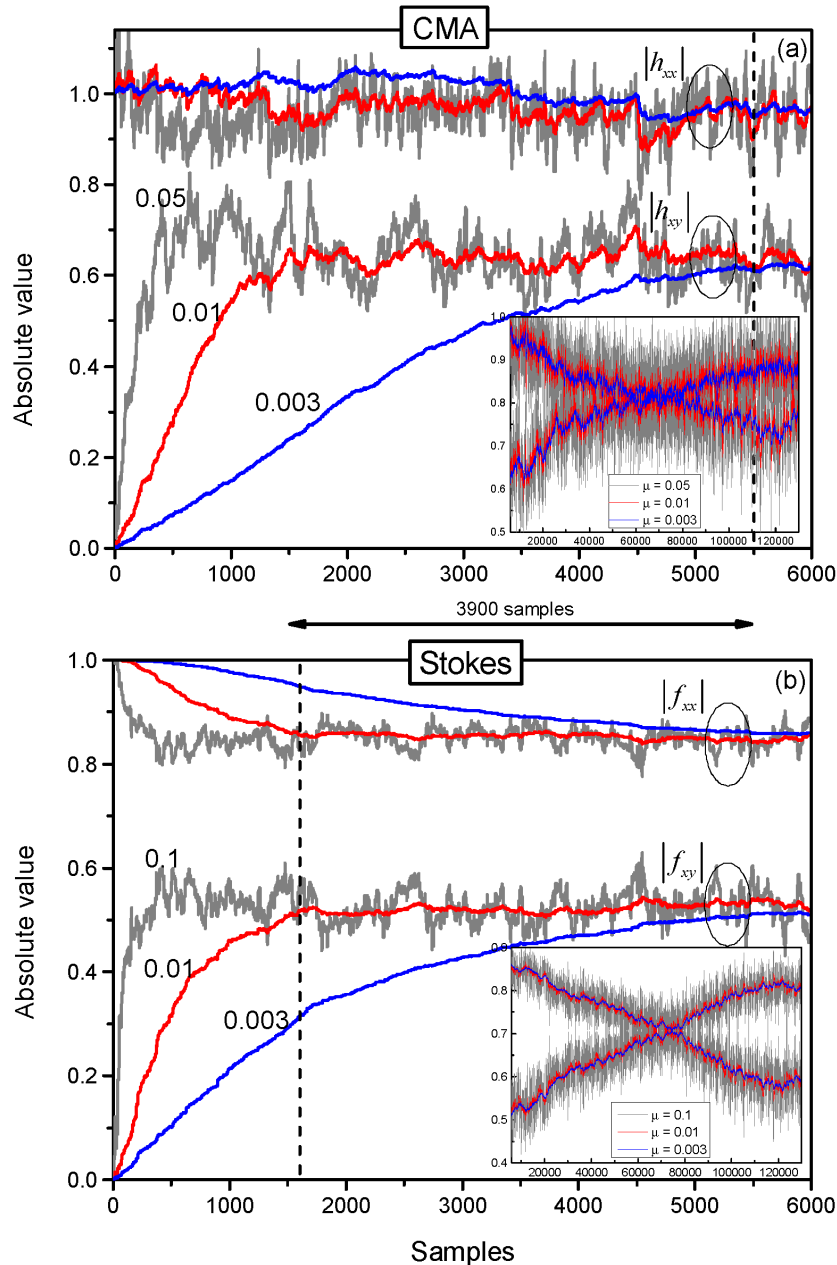 CMA
(a)
|h_xx|
1.0
0.05
|h_xy|
0.8
0.6
0.01
0.003
0.4
0.2
0.0
Absolute value
1.0
0.9
0.8
0.7
0.6
0.5
μ = 0.05
μ = 0.01
μ = 0.003
20000 40000 60000 80000 100000 120000
0 1000 2000 3000 4000 5000 6000
3900 samples
Stokes
(b)
|f_xx|
1.0
0.8
0.1
|f_xy|
0.6
0.01
0.4
0.003
0.2
0.0
Absolute value
0.9
0.8
0.7
0.6
0.5
0.4
μ = 0.1
μ = 0.01
μ = 0.003
20000 40000 60000 80000 100000 120000
0 1000 2000 3000 4000 5000 6000
Samples